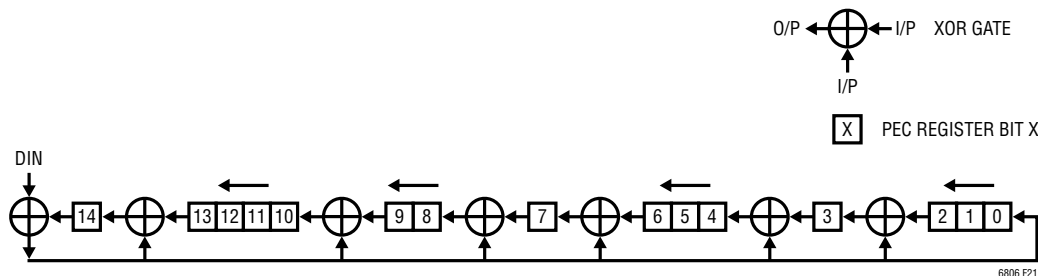 O/P I/P XOR GATE
I/P
X PEC REGISTER BIT X
DIN
14 13 12 11 10 9 8 7 6 5 4 3 2 1 0
6806 F21